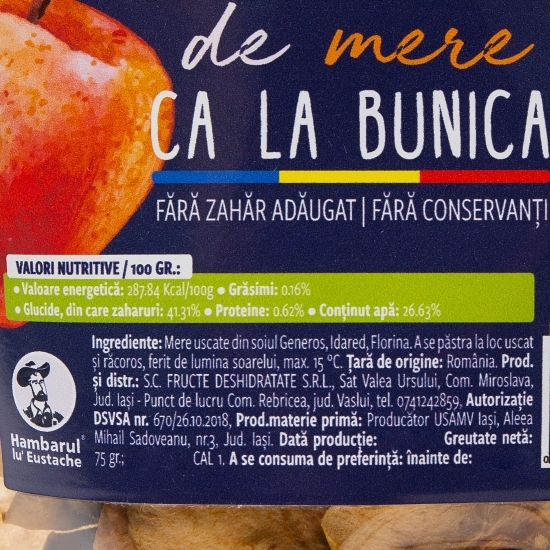 de mere
CA LA BUNICA
FĂRĂ ZAHĂR ADĂUGAT | FĂRĂ CONSERVANȚI
VALORI NUTRITIVE / 100 GR.:
• Valoare energetică: 287.84 Kcal/100g • Grăsimi: 0.16%
• Glucide, din care zaharuri: 41.31% • Proteine: 0.62% • Conținut apă: 26.63%
Ingrediente: Mere uscate din soiul Generos, Idared, Florina. A se păstra la loc uscat
și răcoros, ferit de lumina soarelui, max. 15 °C. Țară de origine: România. Prod.
și distr.: S.C. FRUCTE DESHIDRATATE S.R.L., Sat Valea Ursului, Com. Miroslava,
Jud. Iași - Punct de lucru Com. Rebricea, jud. Vaslui, tel. 0741242859. Autorizație
DSVSA nr. 670/26.10.2018, Prod.materie primă: Producător USAMV Iași, Aleea
Mihail Sadoveanu, nr.3, Jud. Iași. Dată producție: Greutate netă:
75 gr.; CAL 1. A se consuma de preferință: înainte de:
Hambarul
lu' Eustache